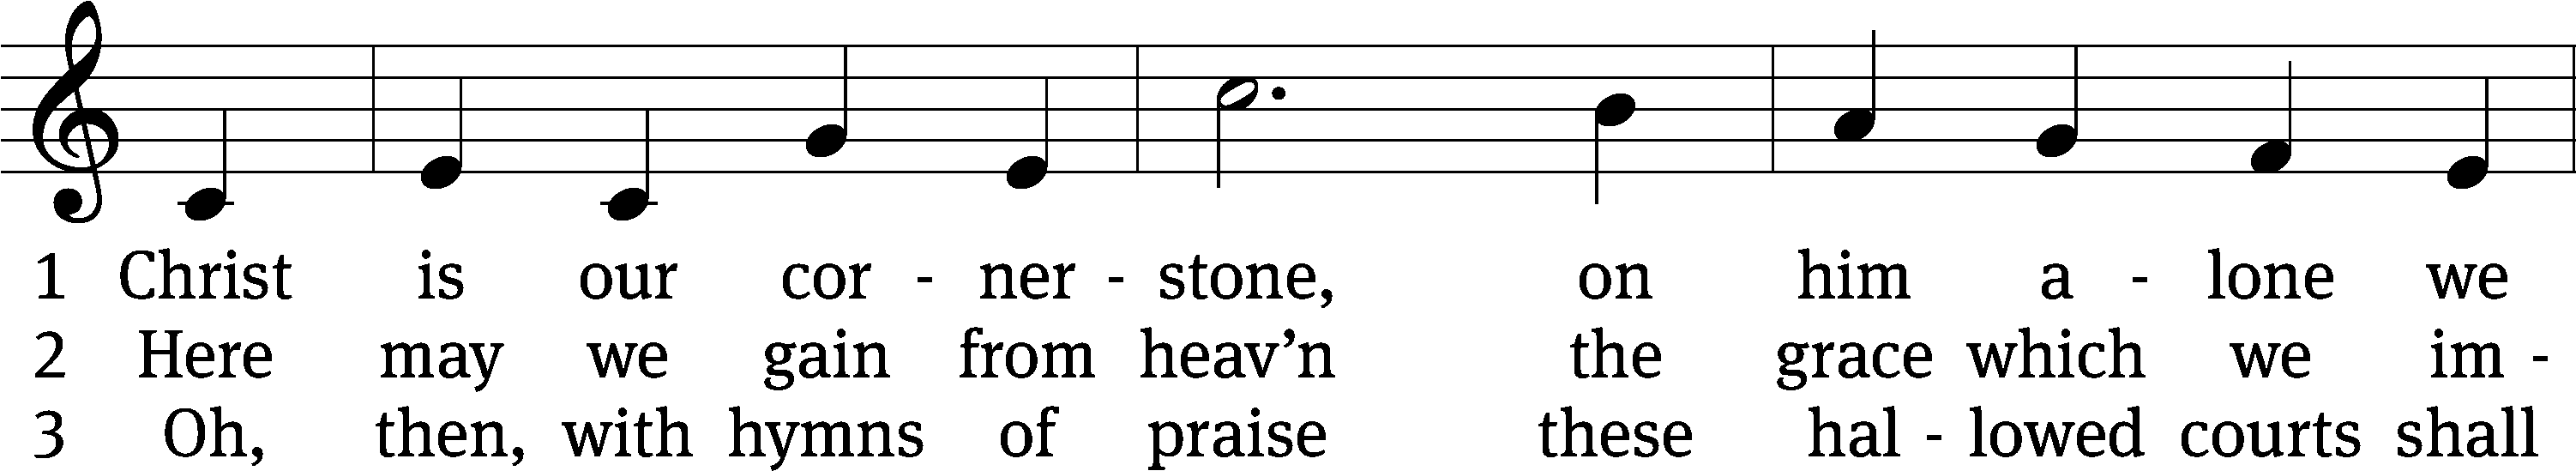 1 Christ is our cor - ner - stone, on him a - lone we
2 Here may we gain from heav’n the grace which we im -
3 Oh, then, with hymns of praise these hal - lowed courts shall